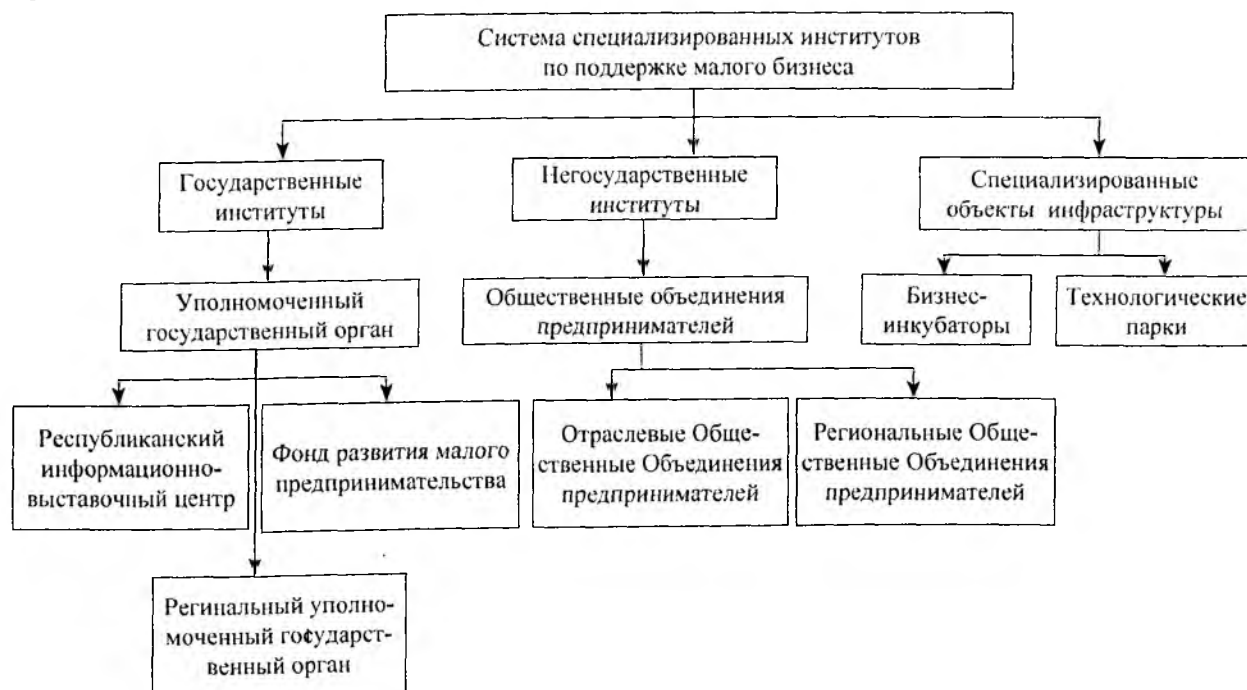 Система специализированных институтов
по поддержке малого бизнеса
Государственные
институты
Негосударственные
институты
Специализированные
объекты инфраструктуры
Уполномоченный
государственный орган
Общественные объединения
предпринимателей
Бизнес-
инкубаторы
Технологические
парки
Республиканский
информационно-
выставочный центр
Фонд развития малого
предпринимательства
Отраслевые Обще-
ственные Объединения
предпринимателей
Региональные Обще-
ственные Объединения
предпринимателей
Регинальный уполно-
моченный государст-
венный орган